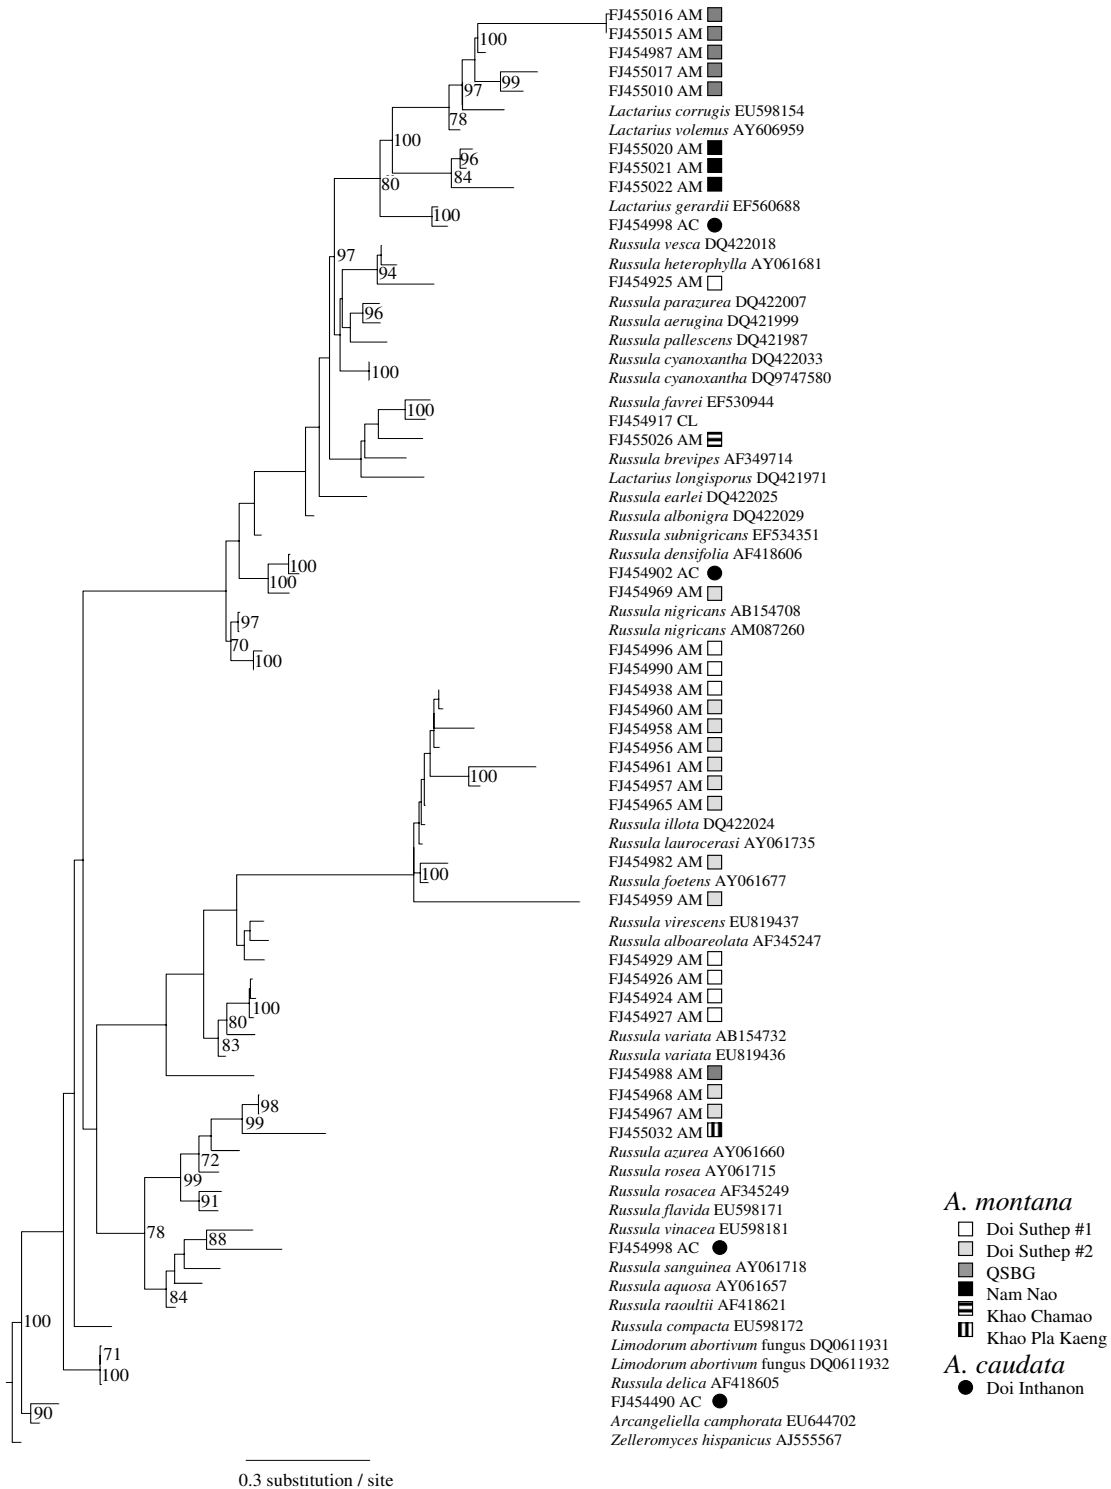 FJ455016 AM
FJ455015 AM
100
FJ454987 AM
FJ455017 AM
99
FJ455010 AM
97
Lactarius corrugis EU598154
78
Lactarius volemus AY606959
100
FJ455020 AM
96
FJ455021 AM
84
FJ455022 AM
80
Lactarius gerardii EF560688
100
FJ454998 AC
Russula vesca DQ422018
97
Russula heterophylla AY061681
94
FJ454925 AM
Russula parazurea DQ422007
96
Russula aerugina DQ421999
Russula pallescens DQ421987
Russula cyanoxantha DQ422033
100
Russula cyanoxantha DQ9747580
Russula favrei EF530944
100
FJ454917 CL
FJ455026 AM
Russula brevipes AF349714
Lactarius longisporus DQ421971
Russula earlei DQ422025
Russula albonigra DQ422029
Russula subnigricans EF534351
Russula densifolia AF418606
100
FJ454902 AC
100
FJ454969 AM
Russula nigricans AB154708
97
Russula nigricans AM087260
70
FJ454996 AM
100
FJ454990 AM
FJ454938 AM
FJ454960 AM
FJ454958 AM
FJ454956 AM
FJ454961 AM
100
FJ454957 AM
FJ454965 AM
Russula illota DQ422024
Russula laurocerasi AY061735
FJ454982 AM
100
Russula foetens AY061677
FJ454959 AM
Russula virescens EU819437
Russula alboareolata AF345247
FJ454929 AM
FJ454926 AM
FJ454924 AM
100
FJ454927 AM
80
Russula variata AB154732
83
Russula variata EU819436
FJ454988 AM
FJ454968 AM
98
FJ454967 AM
99
FJ455032 AM
Russula azurea AY061660
72
Russula rosea AY061715
99
Russula rosacea AF345249
91
Russula flavida EU598171
Russula vinacea EU598181
78
88
FJ454998 AC
Russula sanguinea AY061718
Russula aquosa AY061657
84
Russula raoultii AF418621
100
Russula compacta EU598172
Limodorum abortivum fungus DQ0611931
71
Limodorum abortivum fungus DQ0611932
100
Russula delica AF418605
FJ454490 AC
90
Arcangeliella camphorata EU644702
Zelleromyces hispanicus AJ555567
0.3 substitution / site
A. montana
Doi Suthep #1
Doi Suthep #2
QSBG
Nam Nao
Khao Chamao
Khao Pla Kaeng
A. caudata
Doi Inthanon